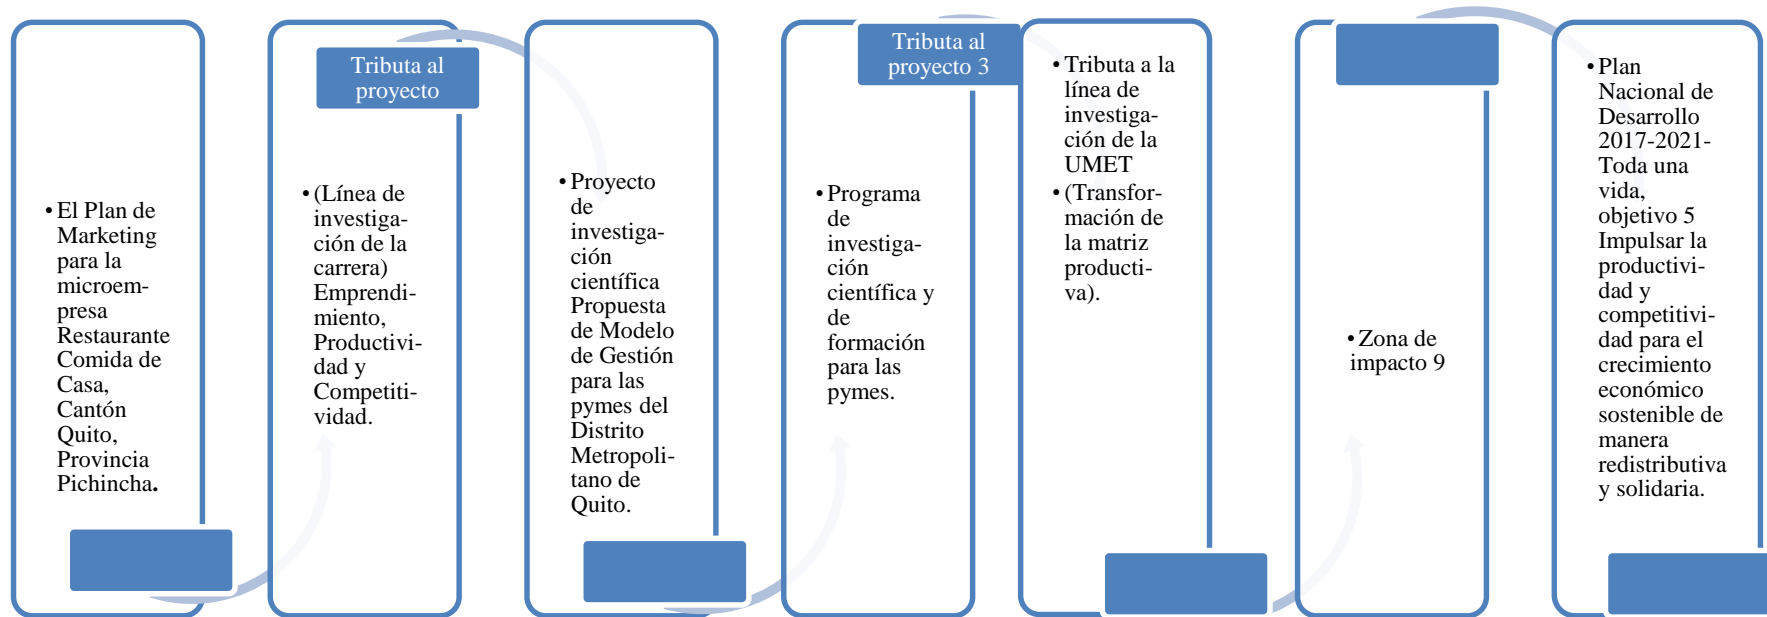 • El Plan de
Marketing
para la
microem-
presa
Restaurante
Comida de
Casa,
Cantón
Quito,
Provincia
Pichincha.
Tributa al
proyecto
• (Línea de
investiga-
ción de la
carrera)
Emprendi-
miento,
Productivi-
dad y
Competiti-
vidad.
• Proyecto
de
investiga-
ción
científica
Propuesta
de Modelo
de Gestión
para las
pymes del
Distrito
Metropoli-
tano de
Quito.
Tributa al
proyecto 3
• Programa
de
investiga-
ción
científica y
de
formación
para las
pymes.
• Tributa a la
línea de
investiga-
ción de la
UMET
• (Transfor-
mación de
la matriz
producti-
va).
• Zona de
impacto 9
• Plan
Nacional de
Desarrollo
2017-2021-
Toda una
vida,
objetivo 5
Impulsar la
productivi-
dad y
competitivi-
dad para el
crecimiento
económico
sostenible de
manera
redistributiva
y solidaria.